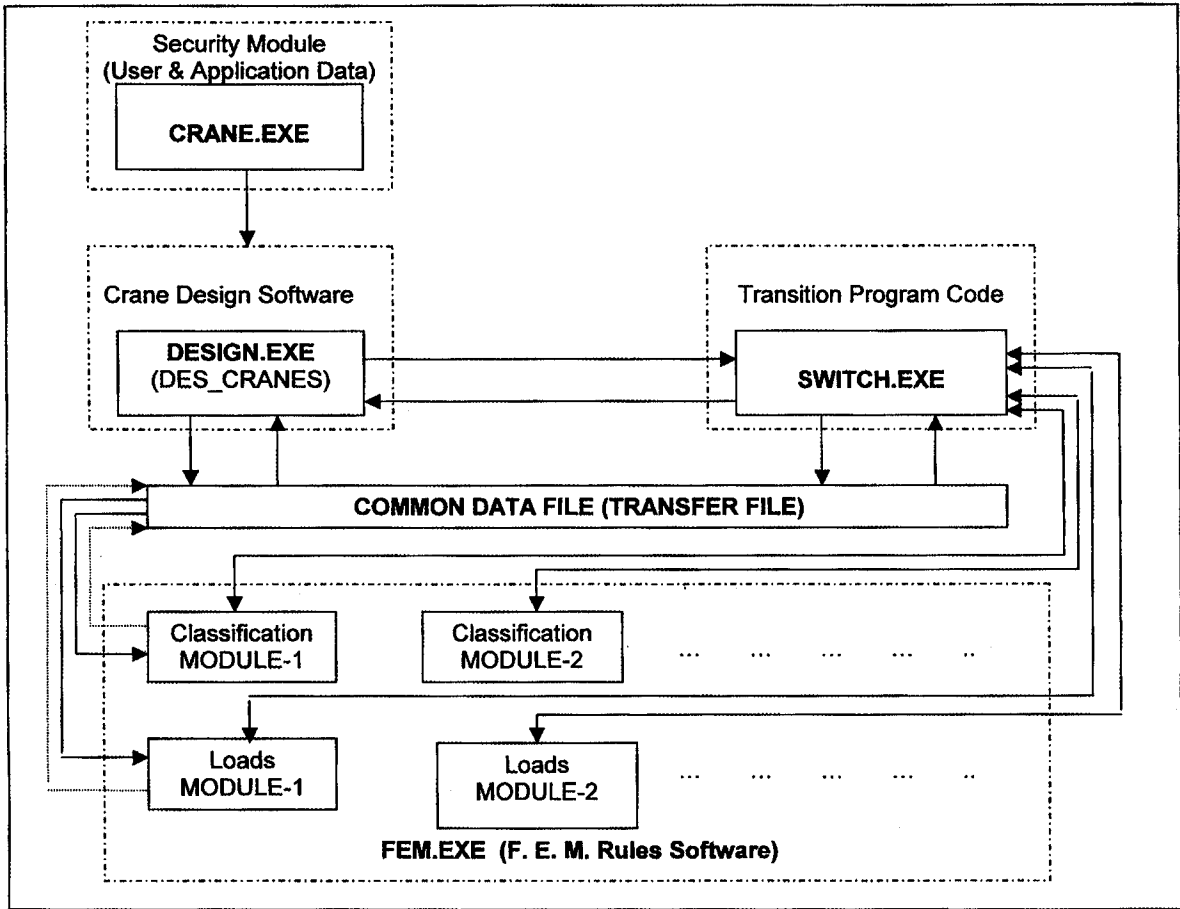 Security Module
(User & Application Data)
CRANE.EXE
Crane Design Software
DESIGN.EXE
(DES_CRANES)
Transition Program Code
SWITCH.EXE
COMMON DATA FILE (TRANSFER FILE)
Classification
MODULE-1
Classification
MODULE-2
... ... ... ... ..
Loads
MODULE-1
Loads
MODULE-2
... ... ... ... ..
FEM.EXE (F. E. M. Rules Software)